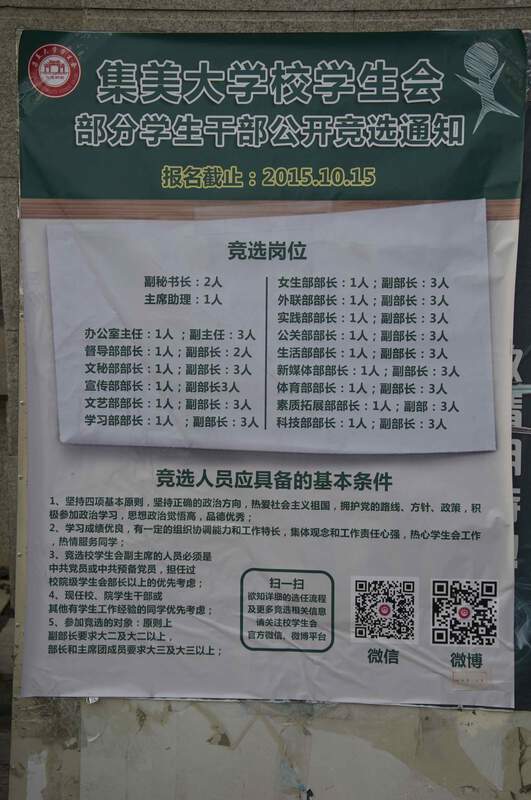 集美大学校学生会
部分学生干部公开竞选通知
报名截止：2015.10.15
竞选岗位
副秘书长：2人
主席助理：1人
办公室主任：1人 ；副主任：3人
督导部部长：1人 ；副部长：2人
文秘部部长：1人 ；副部长：3人
宣传部部长：1人 ；副部长3人
文艺部部长：1人 ；副部长：3人
学习部部长：1人 ；副部长：3人
女生部部长：1人；副部长：3人
外联部部长：1人；副部长：3人
实践部部长：1人；副部长：3人
公关部部长：1人；副部长：3人
生活部部长：1人；副部长：3人
新媒体部部长：1人；副部长：3人
体育部部长：1人；副部长：3人
素质拓展部部长：1人；副部长：3人
科技部部长：1人；副部长：3人
竞选人员应具备的基本条件
1、坚持四项基本原则，坚持正确的政治方向，热爱社会主义祖国，拥护党的路线、方针、政策，积
极参加政治学习，思想政治觉悟高，品德优秀；
2、学习成绩优良，有一定的组织协调能力和工作特长，集体观念和工作责任心强，热心学生会工作
，热情服务同学；
3、竞选校学生会副主席的人员必须是
中共党员或中共预备党员，担任过
校院级学生会部长以上的优先考虑；
4、现任校、院学生干部或
其他有学生工作经验的同学优先考虑；
5、参加竞选的对象：原则上
副部长要求大二及大二以上，
部长和主席团成员要求大三及大三以上；
扫一扫
欲知详细的选任流程
及更多竞选相关信息
请关注校学生会
官方微信、微博平台
微信
微博